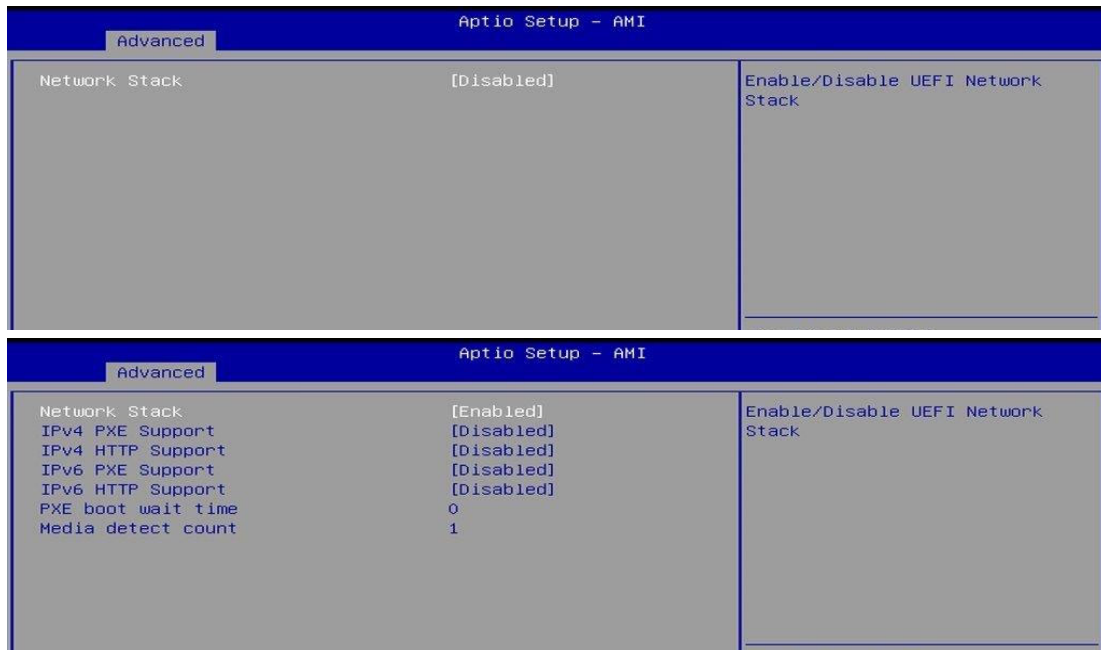 Aptio Setup – AMI
Advanced
Network Stack [Disabled]
Enable/Disable UEFI Network
Stack
Aptio Setup – AMI
Advanced
Network Stack [Enabled]
IPv4 PXE Support [Disabled]
IPv4 HTTP Support [Disabled]
IPv6 PXE Support [Disabled]
IPv6 HTTP Support [Disabled]
PXE boot wait time 0
Media detect count 1
Enable/Disable UEFI Network
Stack